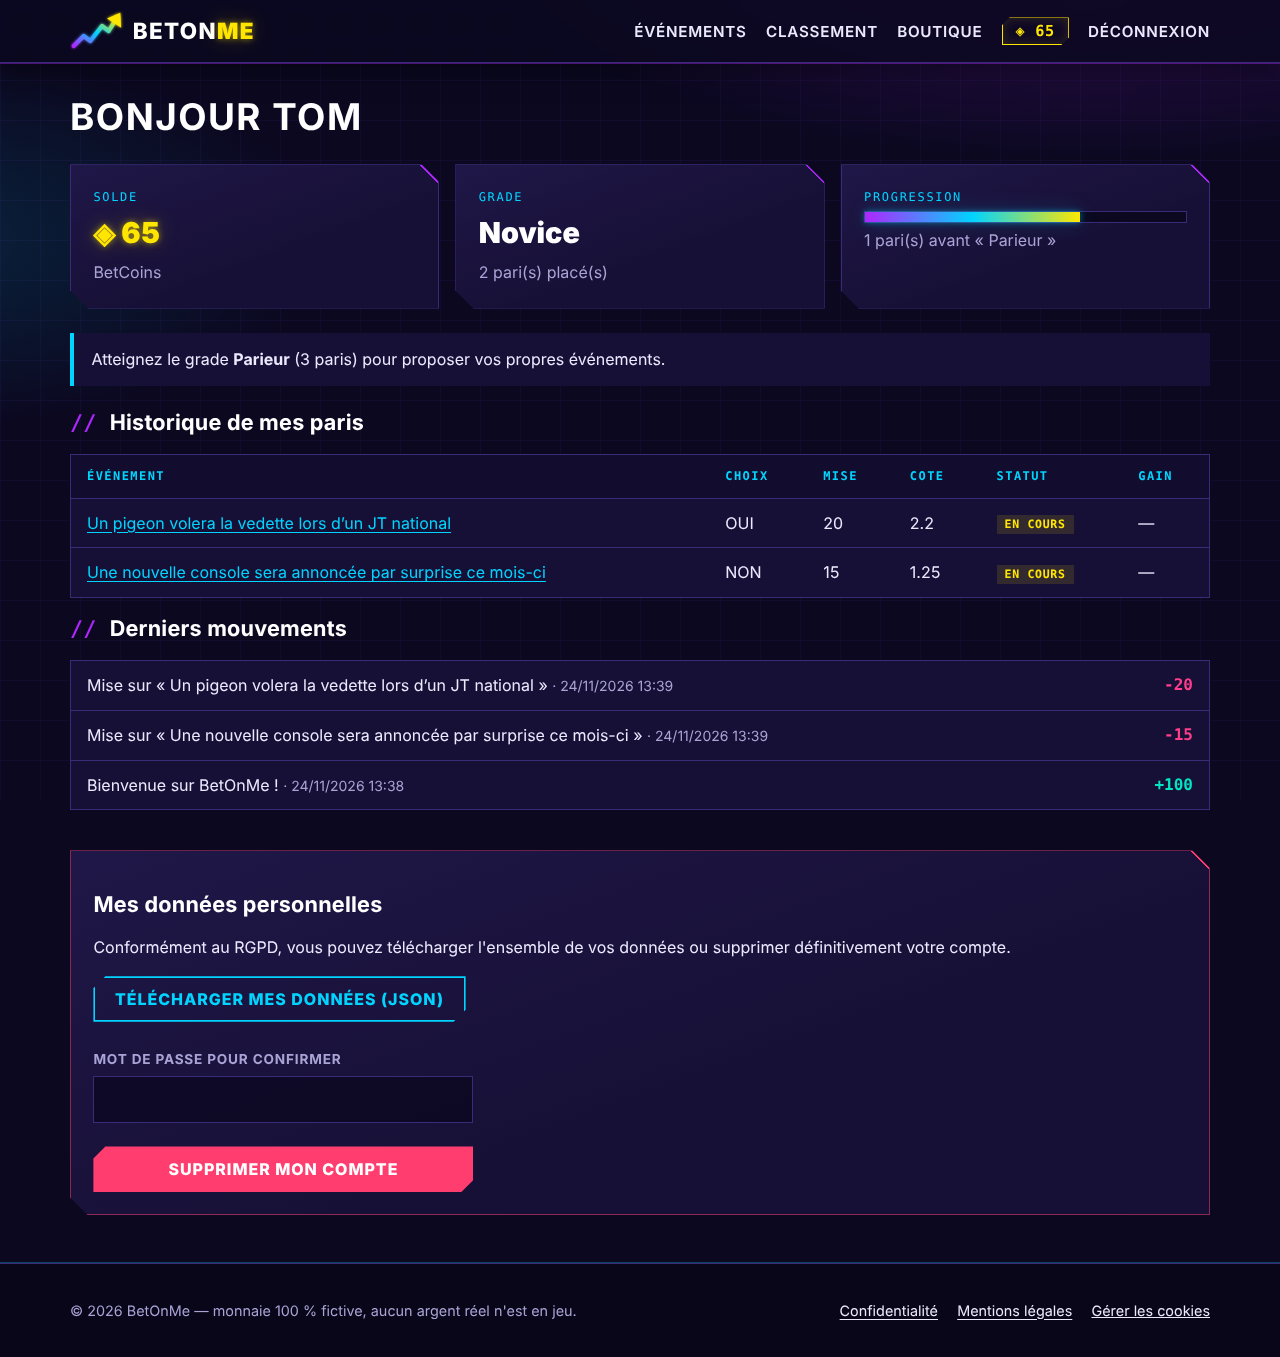 BETONME
ÉVÉNEMENTS CLASSEMENT BOUTIQUE ◈ 65 DÉCONNEXION
BONJOUR TOM
SOLDE
◈ 65
BetCoins
GRADE
Novice
2 pari(s) placé(s)
PROGRESSION
1 pari(s) avant « Parieur »
Atteignez le grade Parieur (3 paris) pour proposer vos propres événements.
// Historique de mes paris
ÉVÉNEMENT CHOIX MISE COTE STATUT GAIN
Un pigeon volera la vedette lors d’un JT national OUI 20 2.2 EN COURS —
Une nouvelle console sera annoncée par surprise ce mois-ci NON 15 1.25 EN COURS —
// Derniers mouvements
Mise sur « Un pigeon volera la vedette lors d’un JT national » · 24/11/2026 13:39 -20
Mise sur « Une nouvelle console sera annoncée par surprise ce mois-ci » · 24/11/2026 13:39 -15
Bienvenue sur BetOnMe ! · 24/11/2026 13:38 +100
Mes données personnelles
Conformément au RGPD, vous pouvez télécharger l'ensemble de vos données ou supprimer définitivement votre compte.
TÉLÉCHARGER MES DONNÉES (JSON)
MOT DE PASSE POUR CONFIRMER
SUPPRIMER MON COMPTE
© 2026 BetOnMe — monnaie 100 % fictive, aucun argent réel n'est en jeu.
Confidentialité Mentions légales Gérer les cookies